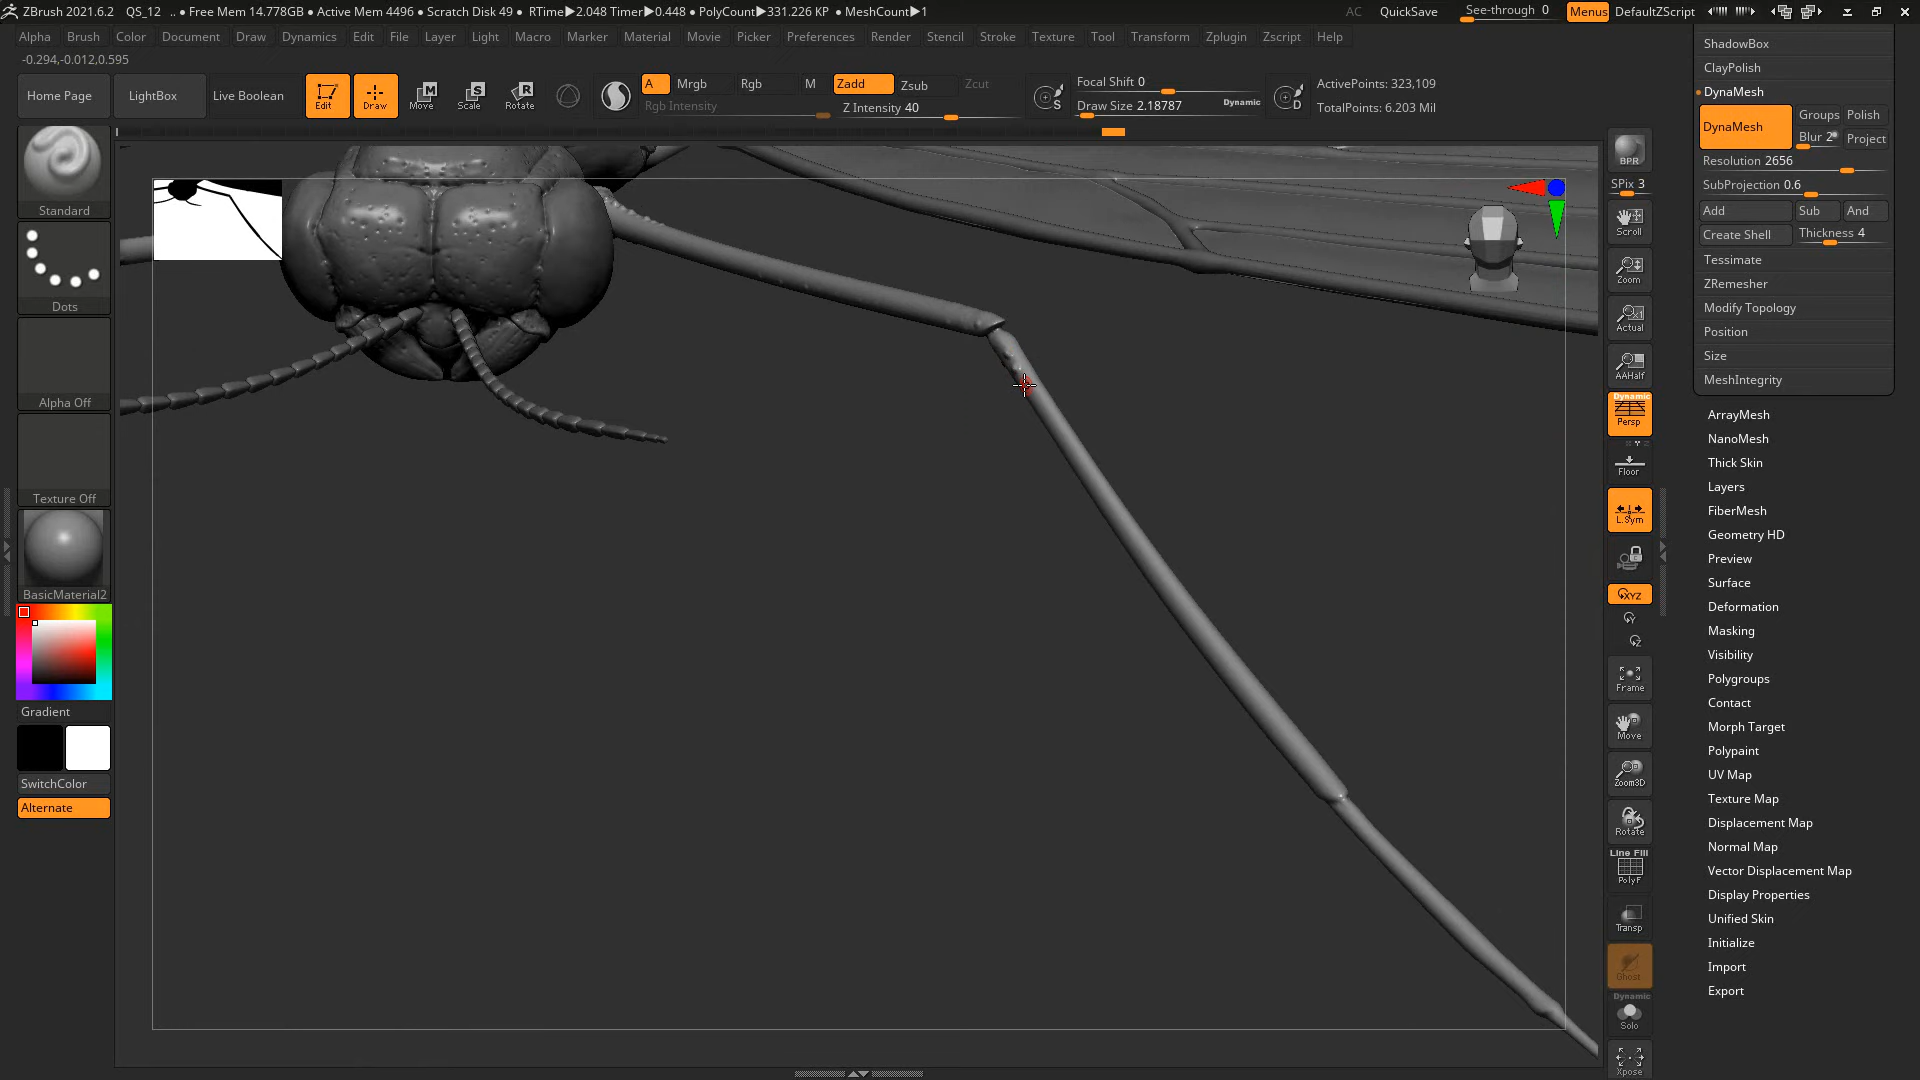 ZBrush 2021.6.2 QS_12 .. ● Free Mem 14.778GB ● Active Mem 4496 ● Scratch Disk 49 ● RTime▶2.048 Timer▶0.448 ● PolyCount▶331.226 KP ● MeshCount▶1 AC QuickSave See-through 0 Menus DefaultZScript
Alpha Brush Color Document Draw Dynamics Edit File Layer Light Macro Marker Material Movie Picker Preferences Render Stencil Stroke Texture Tool Transform Zplugin Zscript Help
-0.294,-0.012,0.595
Home Page LightBox Live Boolean Edit Draw Move Scale Rotate
A Mrgb Rgb M Zadd Zsub Zcut
Rgb Intensity Z Intensity 40
S Focal Shift 0
Draw Size 2.18787 Dynamic
D ActivePoints: 323,109
TotalPoints: 6.203 Mil
Standard
Dots
Alpha Off
Texture Off
BasicMaterial2
Gradient
SwitchColor
Alternate
BPR
SPix 3
Scroll
Zoom
Actual
AAHalf
Dynamic
Persp
Floor
L.Sym
XYZ
Y
Z
Frame
Move
Zoom3D
Rotate
Line Fill
PolyF
Transp
Ghost
Dynamic
Solo
Xpose
ShadowBox
ClayPolish
DynaMesh
DynaMesh Groups Polish
Blur 2 Project
Resolution 2656
SubProjection 0.6
Add Sub And
Create Shell Thickness 4
Tessimate
ZRemesher
Modify Topology
Position
Size
MeshIntegrity
ArrayMesh
NanoMesh
Thick Skin
Layers
FiberMesh
Geometry HD
Preview
Surface
Deformation
Masking
Visibility
Polygroups
Contact
Morph Target
Polypaint
UV Map
Texture Map
Displacement Map
Normal Map
Vector Displacement Map
Display Properties
Unified Skin
Initialize
Import
Export